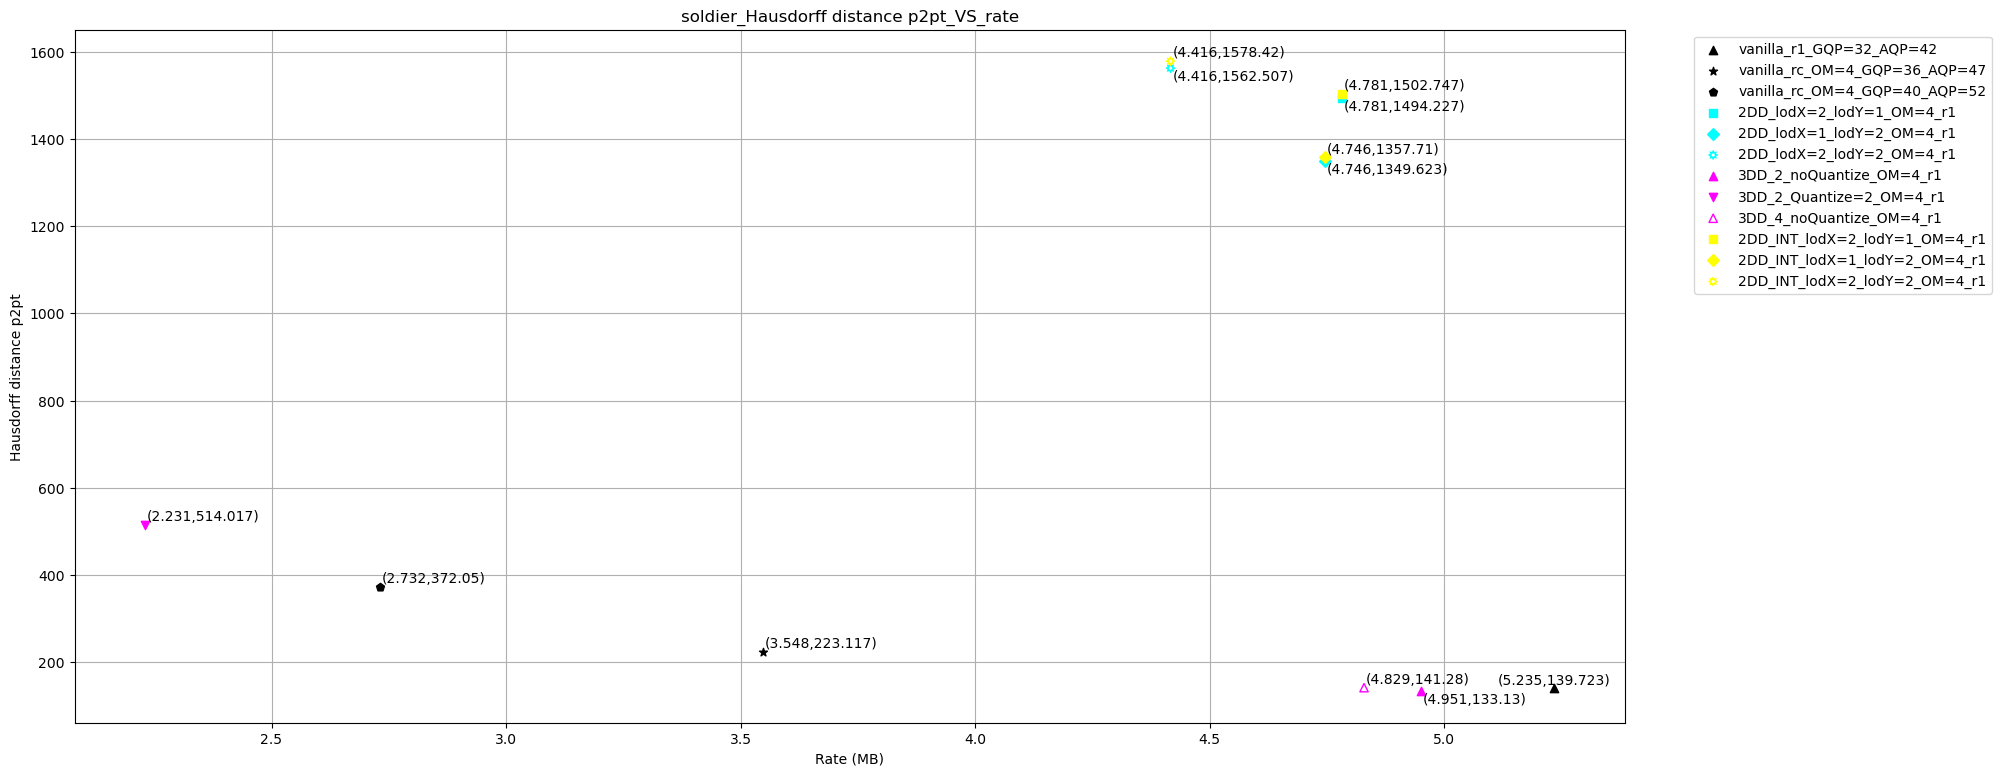 soldier_Hausdorff distance p2pt_VS_rate
1600
1400
1200
1000
800
600
400
200
Hausdorff distance p2pt
(4.416,1578.42)
(4.416,1562.507)
(4.781,1502.747)
(4.781,1494.227)
(4.746,1357.71)
(4.746,1349.623)
(2.231,514.017)
(2.732,372.05)
(3.548,223.117)
(4.829,141.28)
(5.235,139.723)
(4.951,133.13)
2.5
3.0
3.5
4.0
4.5
5.0
Rate (MB)
vanilla_r1_GQP=32_AQP=42
vanilla_rc_OM=4_GQP=36_AQP=47
vanilla_rc_OM=4_GQP=40_AQP=52
2DD_lodX=2_lodY=1_OM=4_r1
2DD_lodX=1_lodY=2_OM=4_r1
2DD_lodX=2_lodY=2_OM=4_r1
3DD_2_noQuantize_OM=4_r1
3DD_2_Quantize=2_OM=4_r1
3DD_4_noQuantize_OM=4_r1
2DD_INT_lodX=2_lodY=1_OM=4_r1
2DD_INT_lodX=1_lodY=2_OM=4_r1
2DD_INT_lodX=2_lodY=2_OM=4_r1